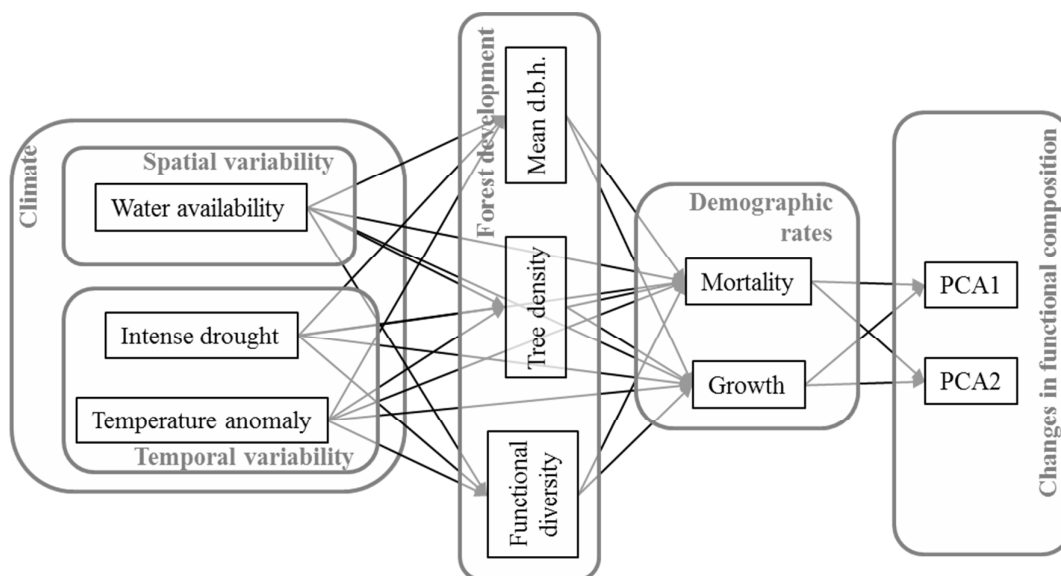 Climate
Spatial variability
Water availability
Intense drought
Temperature anomaly
Temporal variability
Forest development
Mean d.b.h.
Tree density
Functional
diversity
Demographic
rates
Mortality
Growth
Changes in functional composition
PCA1
PCA2